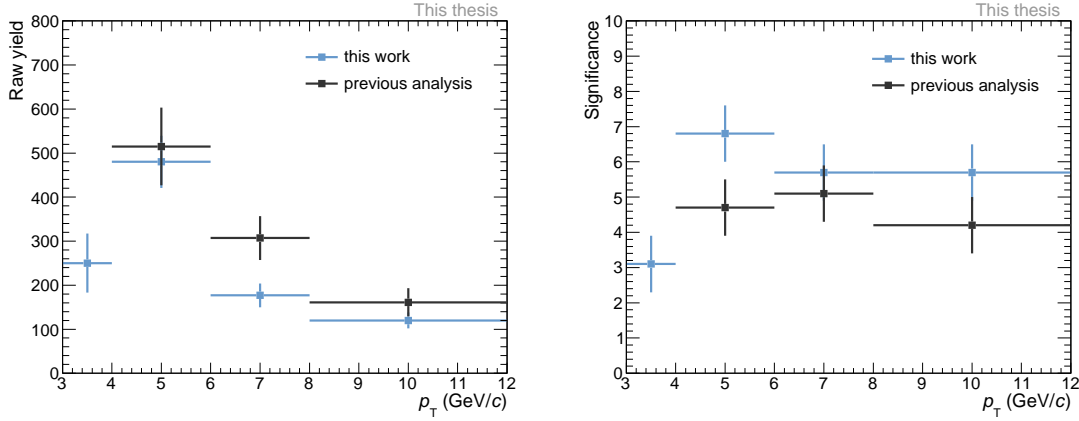 This thesis
Raw yield
800
700
600
500
400
300
200
100
0
this work
previous analysis
3 4 5 6 7 8 9 10 11 12
p_T (GeV/c)
This thesis
Significance
10
9
8
7
6
5
4
3
2
1
0
this work
previous analysis
3 4 5 6 7 8 9 10 11 12
p_T (GeV/c)